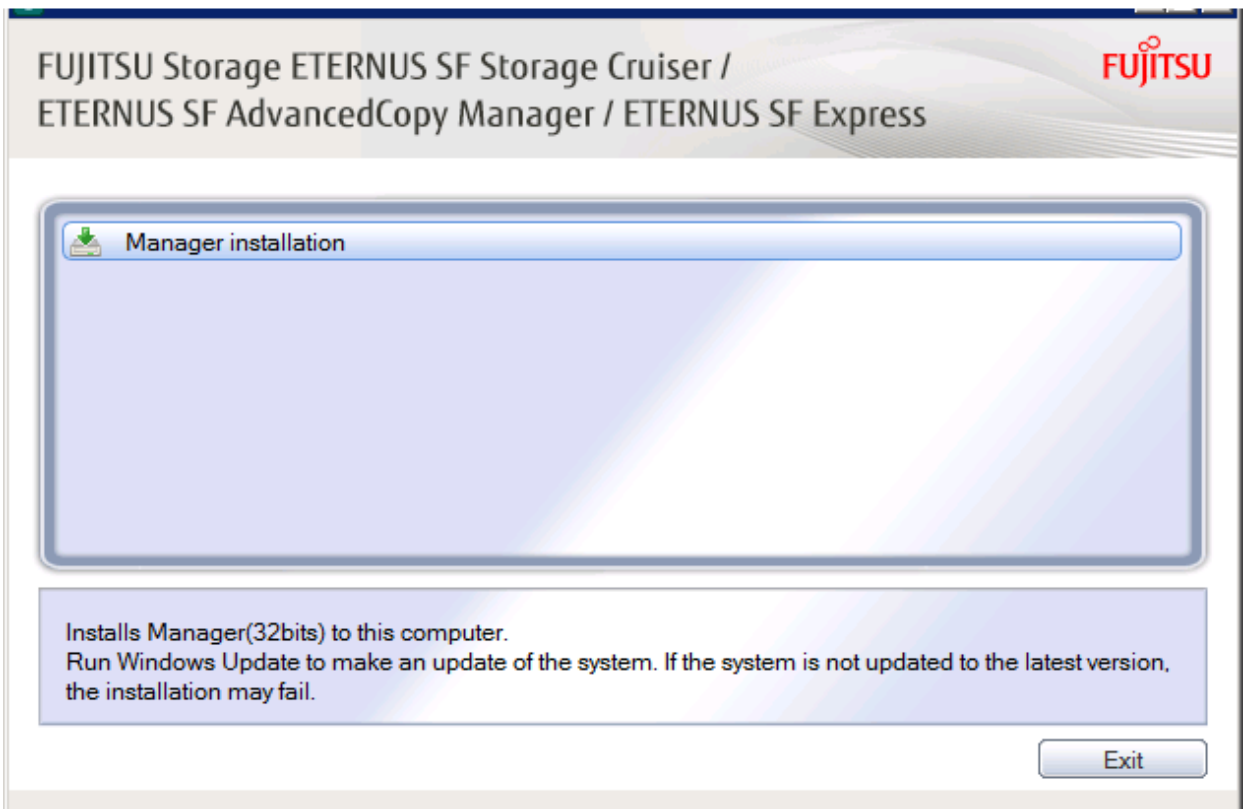 FUJITSU Storage ETERNUS SF Storage Cruiser /
ETERNUS SF AdvancedCopy Manager / ETERNUS SF Express
FUJITSU
Manager installation
Installs Manager(32bits) to this computer.
Run Windows Update to make an update of the system. If the system is not updated to the latest version,
the installation may fail.
Exit